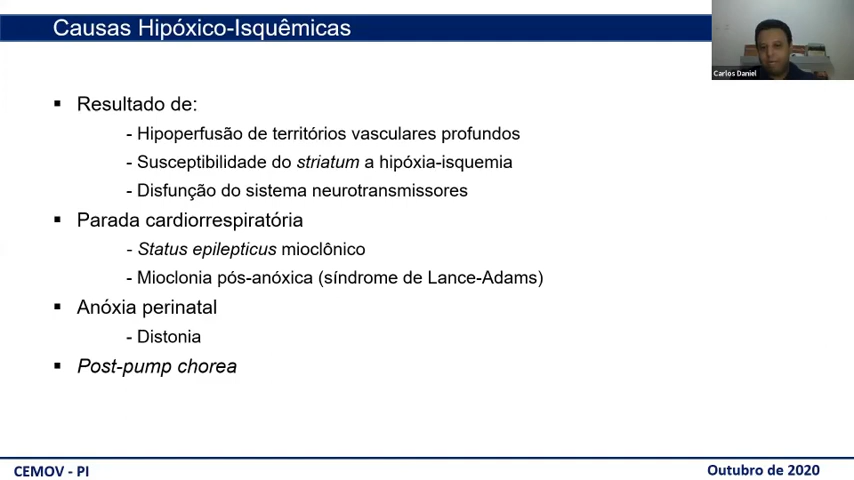 Causas Hipóxico-Isquêmicas
Carlos Daniel
▪ Resultado de:
- Hipoperfusão de territórios vasculares profundos
- Susceptibilidade do striatum a hipóxia-isquemia
- Disfunção do sistema neurotransmissores
▪ Parada cardiorrespiratória
- Status epilepticus mioclônico
- Mioclonia pós-anóxica (síndrome de Lance-Adams)
▪ Anóxia perinatal
- Distonia
▪ Post-pump chorea
CEMOV - PI
Outubro de 2020